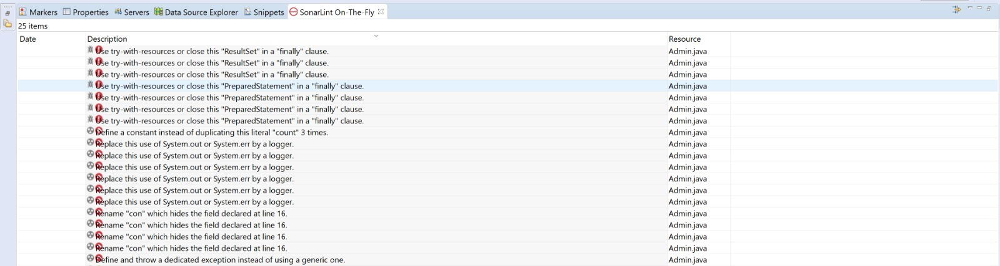 Markers Properties Servers Data Source Explorer Snippets SonarLint On-The-Fly
25 items
Date Description Resource
Use try-with-resources or close this "ResultSet" in a "finally" clause. Admin.java
Use try-with-resources or close this "ResultSet" in a "finally" clause. Admin.java
Use try-with-resources or close this "ResultSet" in a "finally" clause. Admin.java
Use try-with-resources or close this "PreparedStatement" in a "finally" clause. Admin.java
Use try-with-resources or close this "PreparedStatement" in a "finally" clause. Admin.java
Use try-with-resources or close this "PreparedStatement" in a "finally" clause. Admin.java
Use try-with-resources or close this "PreparedStatement" in a "finally" clause. Admin.java
Define a constant instead of duplicating this literal "count" 3 times. Admin.java
Replace this use of System.out or System.err by a logger. Admin.java
Replace this use of System.out or System.err by a logger. Admin.java
Replace this use of System.out or System.err by a logger. Admin.java
Replace this use of System.out or System.err by a logger. Admin.java
Replace this use of System.out or System.err by a logger. Admin.java
Replace this use of System.out or System.err by a logger. Admin.java
Rename "con" which hides the field declared at line 16. Admin.java
Rename "con" which hides the field declared at line 16. Admin.java
Rename "con" which hides the field declared at line 16. Admin.java
Rename "con" which hides the field declared at line 16. Admin.java
Define and throw a dedicated exception instead of using a generic one. Admin.java